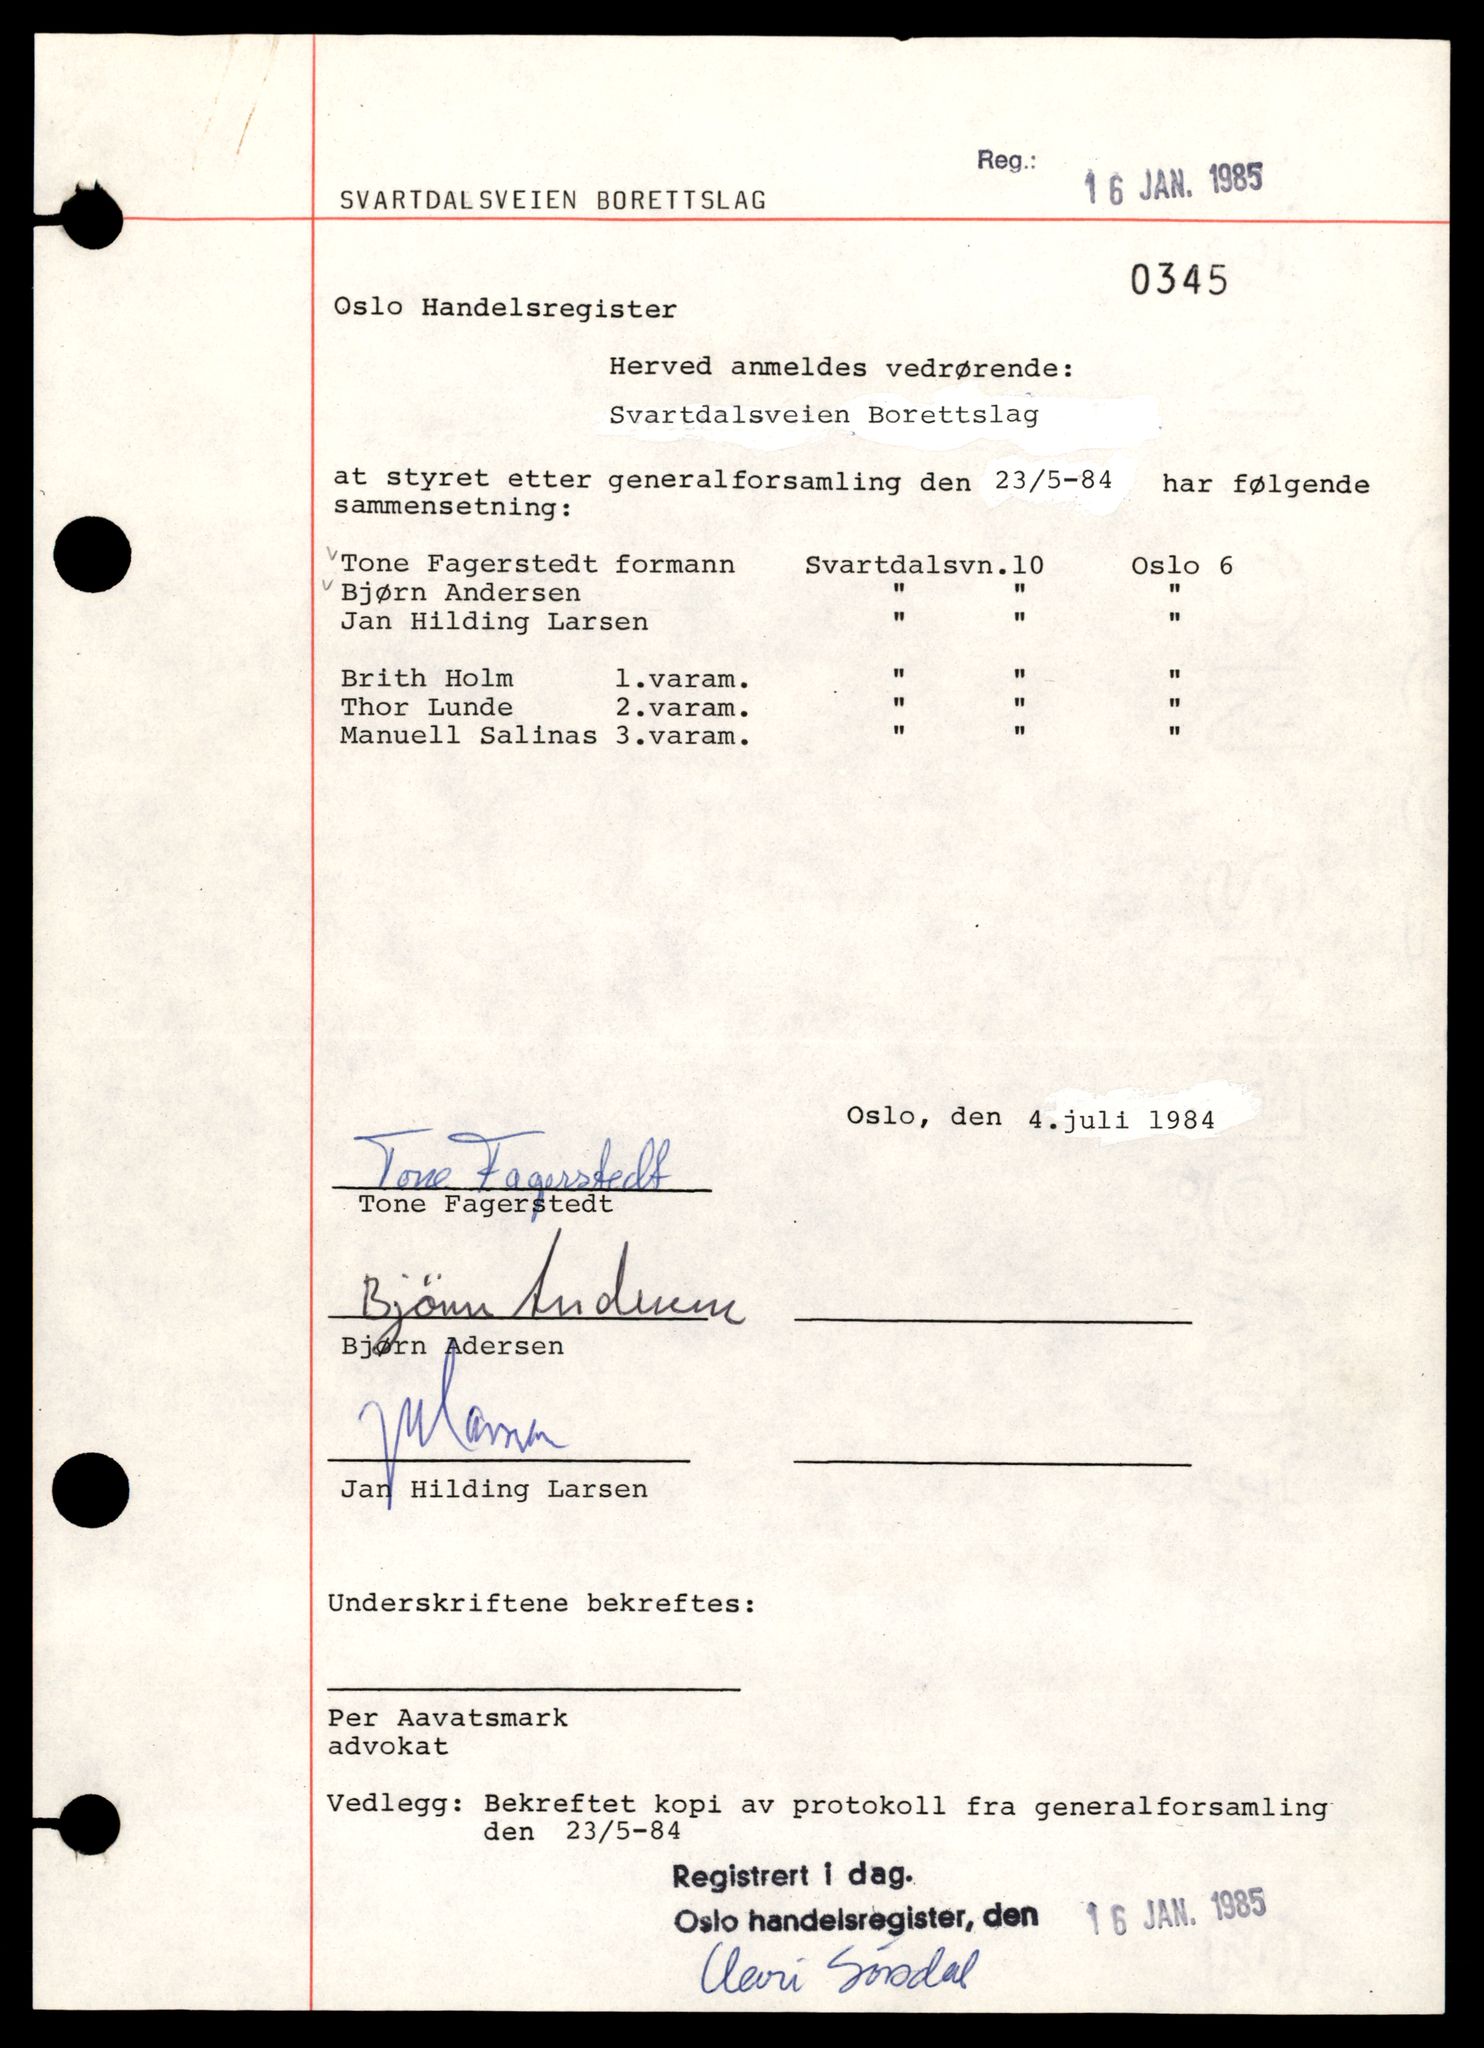 Reg.: 16 JAN. 1985
SVARTDALSVEIEN BORETTSLAG
0345
Oslo Handelsregister
Herved anmeldes vedrørende:
Svartdalsveien Borettslag
at styret etter generalforsamling den 23/5-84 har følgende
sammensetning:
Tone Fagerstedt formann Svartdalsvn.10 Oslo 6
Bjørn Andersen " " "
Jan Hilding Larsen " " "
Brith Holm 1.varam. " " "
Thor Lunde 2.varam. " " "
Manuell Salinas 3.varam. " " "
Oslo, den 4.juli 1984
Tone Fagerstedt
Tone Fagerstedt
Björn Andersen
Bjørn Adersen
JHLarsen
Jan Hilding Larsen
Underskriftene bekreftes:
Per Aavatsmark
advokat
Vedlegg: Bekreftet kopi av protokoll fra generalforsamling
den 23/5-84
Registrert i dag.
Oslo handelsregister, den 16 JAN. 1985
Sørsdal